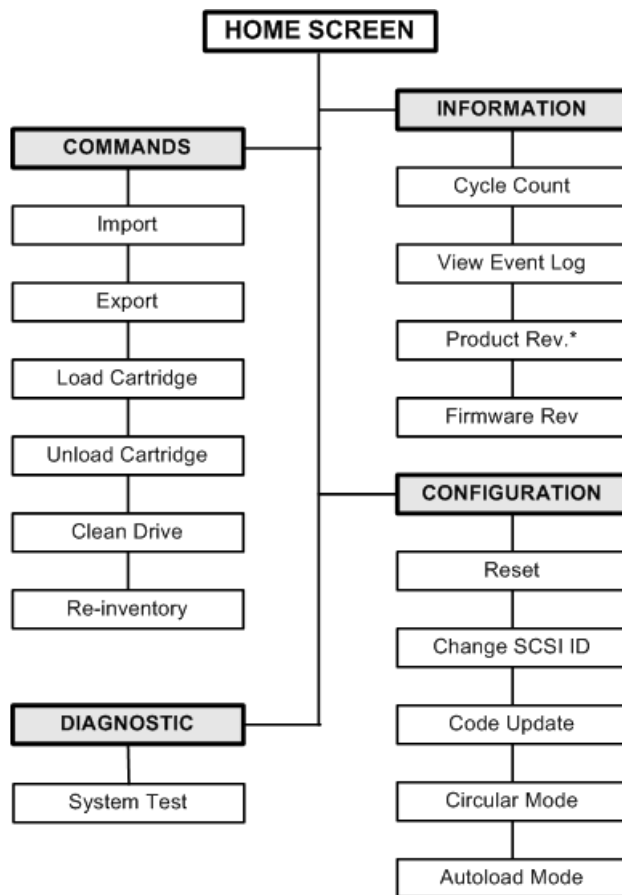 HOME SCREEN
COMMANDS
Import
Export
Load Cartridge
Unload Cartridge
Clean Drive
Re-inventory
DIAGNOSTIC
System Test
INFORMATION
Cycle Count
View Event Log
Product Rev.*
Firmware Rev
CONFIGURATION
Reset
Change SCSI ID
Code Update
Circular Mode
Autoload Mode